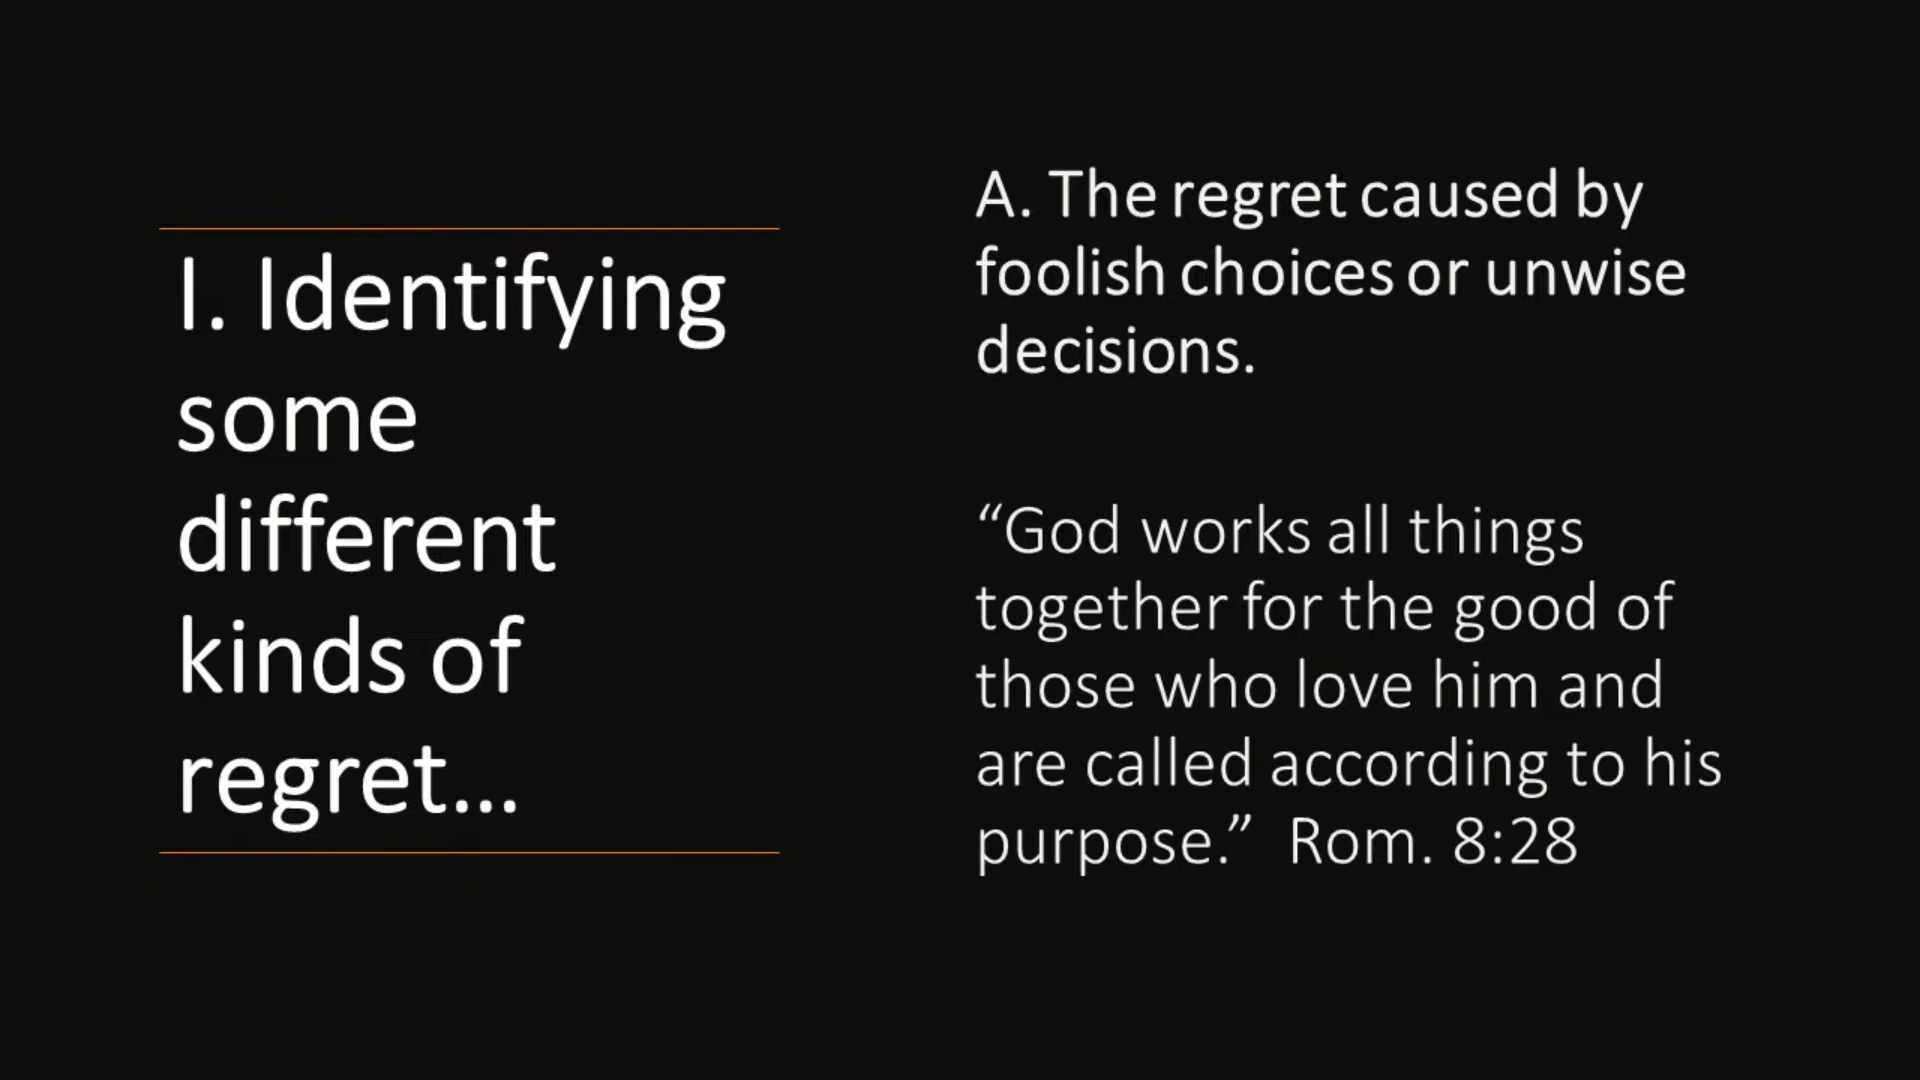 I. Identifying
some
different
kinds of
regret...
A. The regret caused by
foolish choices or unwise
decisions.
“God works all things
together for the good of
those who love him and
are called according to his
purpose.”  Rom. 8:28